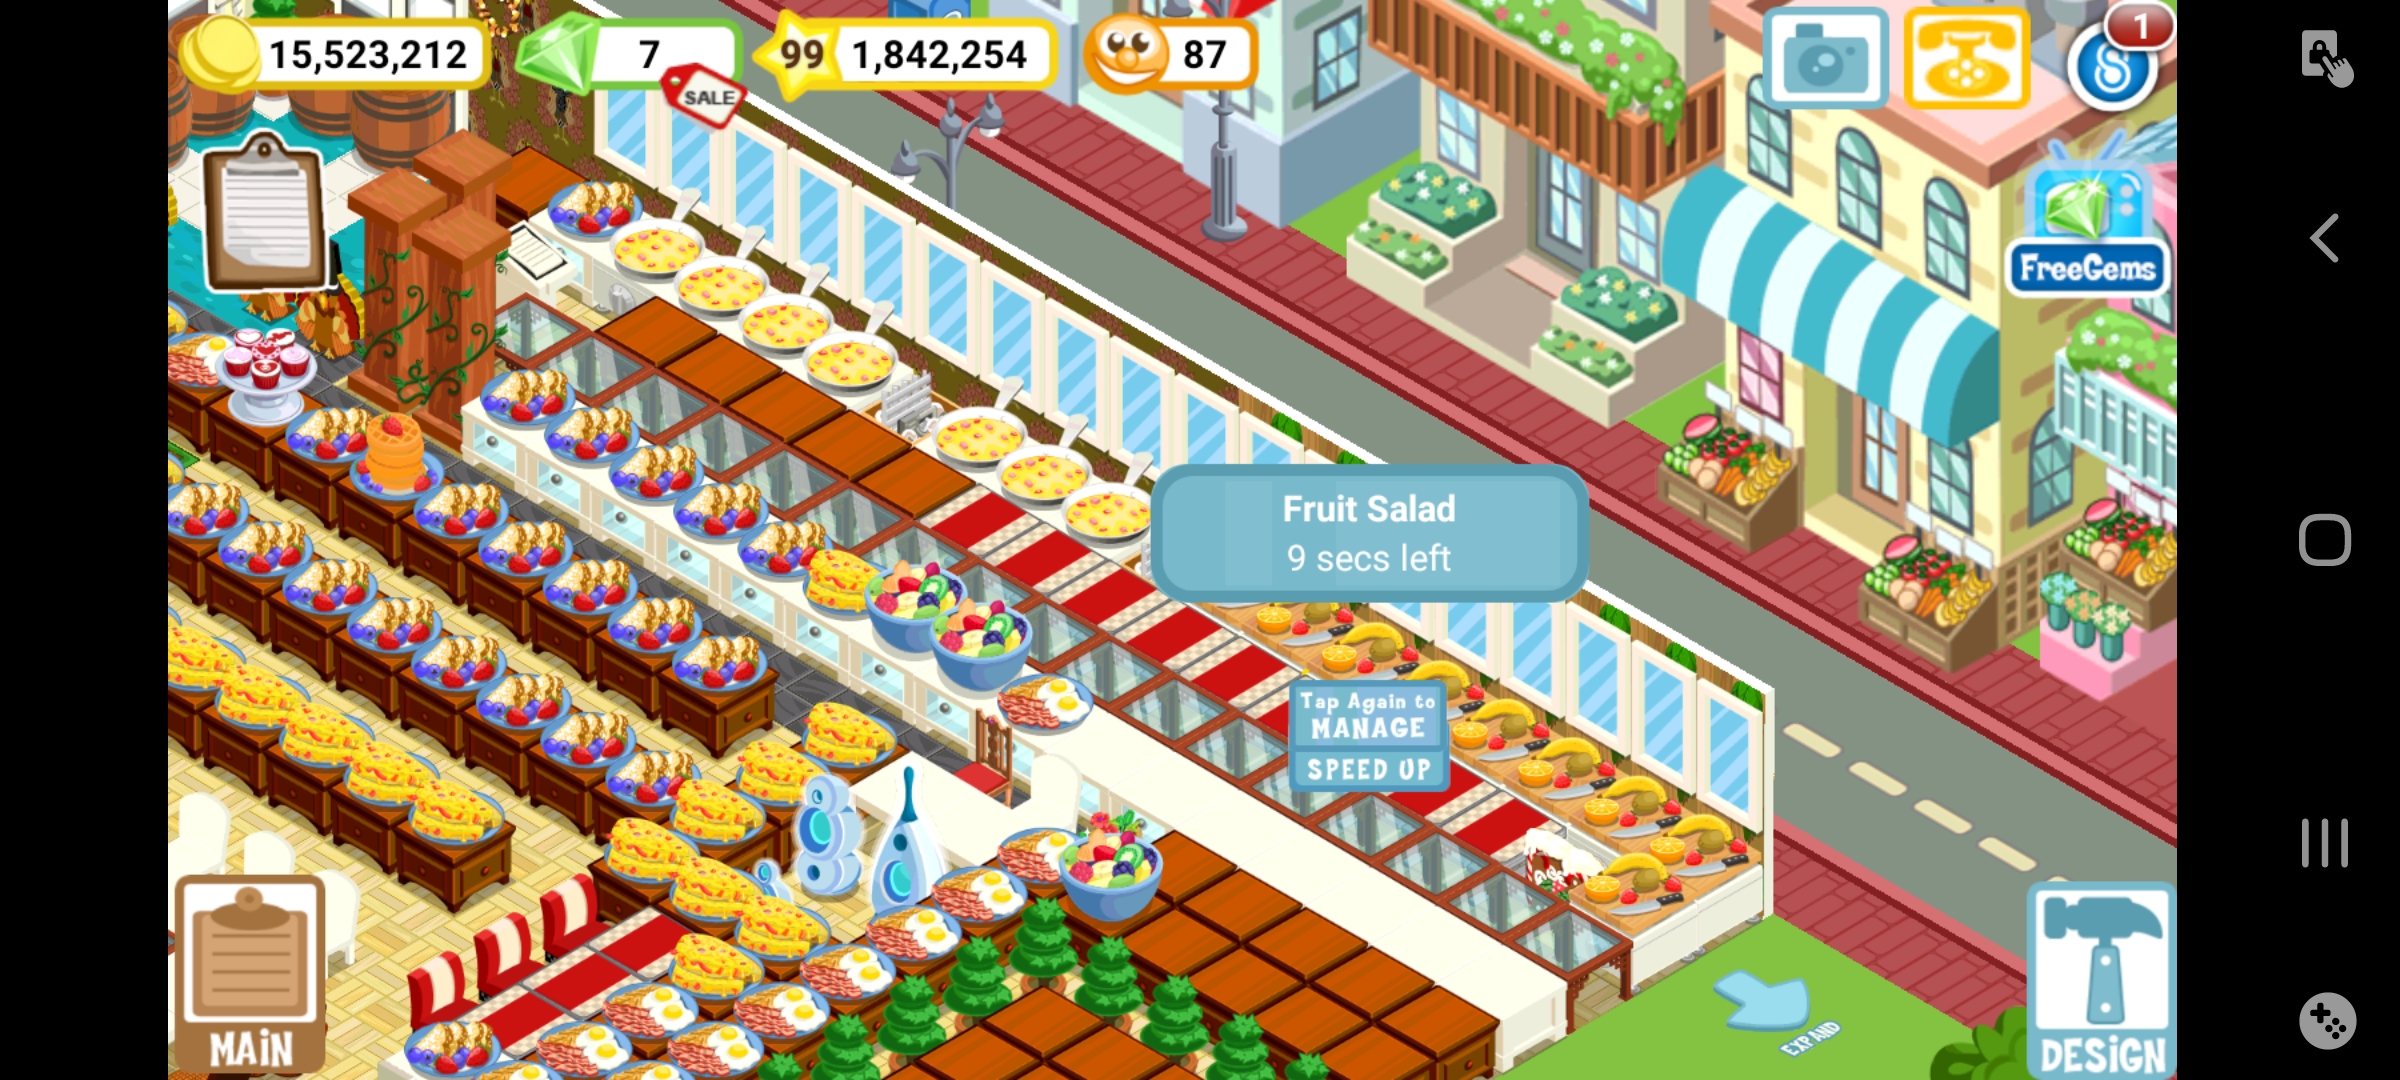 15,523,212
7
SALE
99
1,842,254
87
1
FreeGems
Fruit Salad
9 secs left
Tap Again to
MANAGE
SPEED UP
MAiN
EXPAND
DESiGN